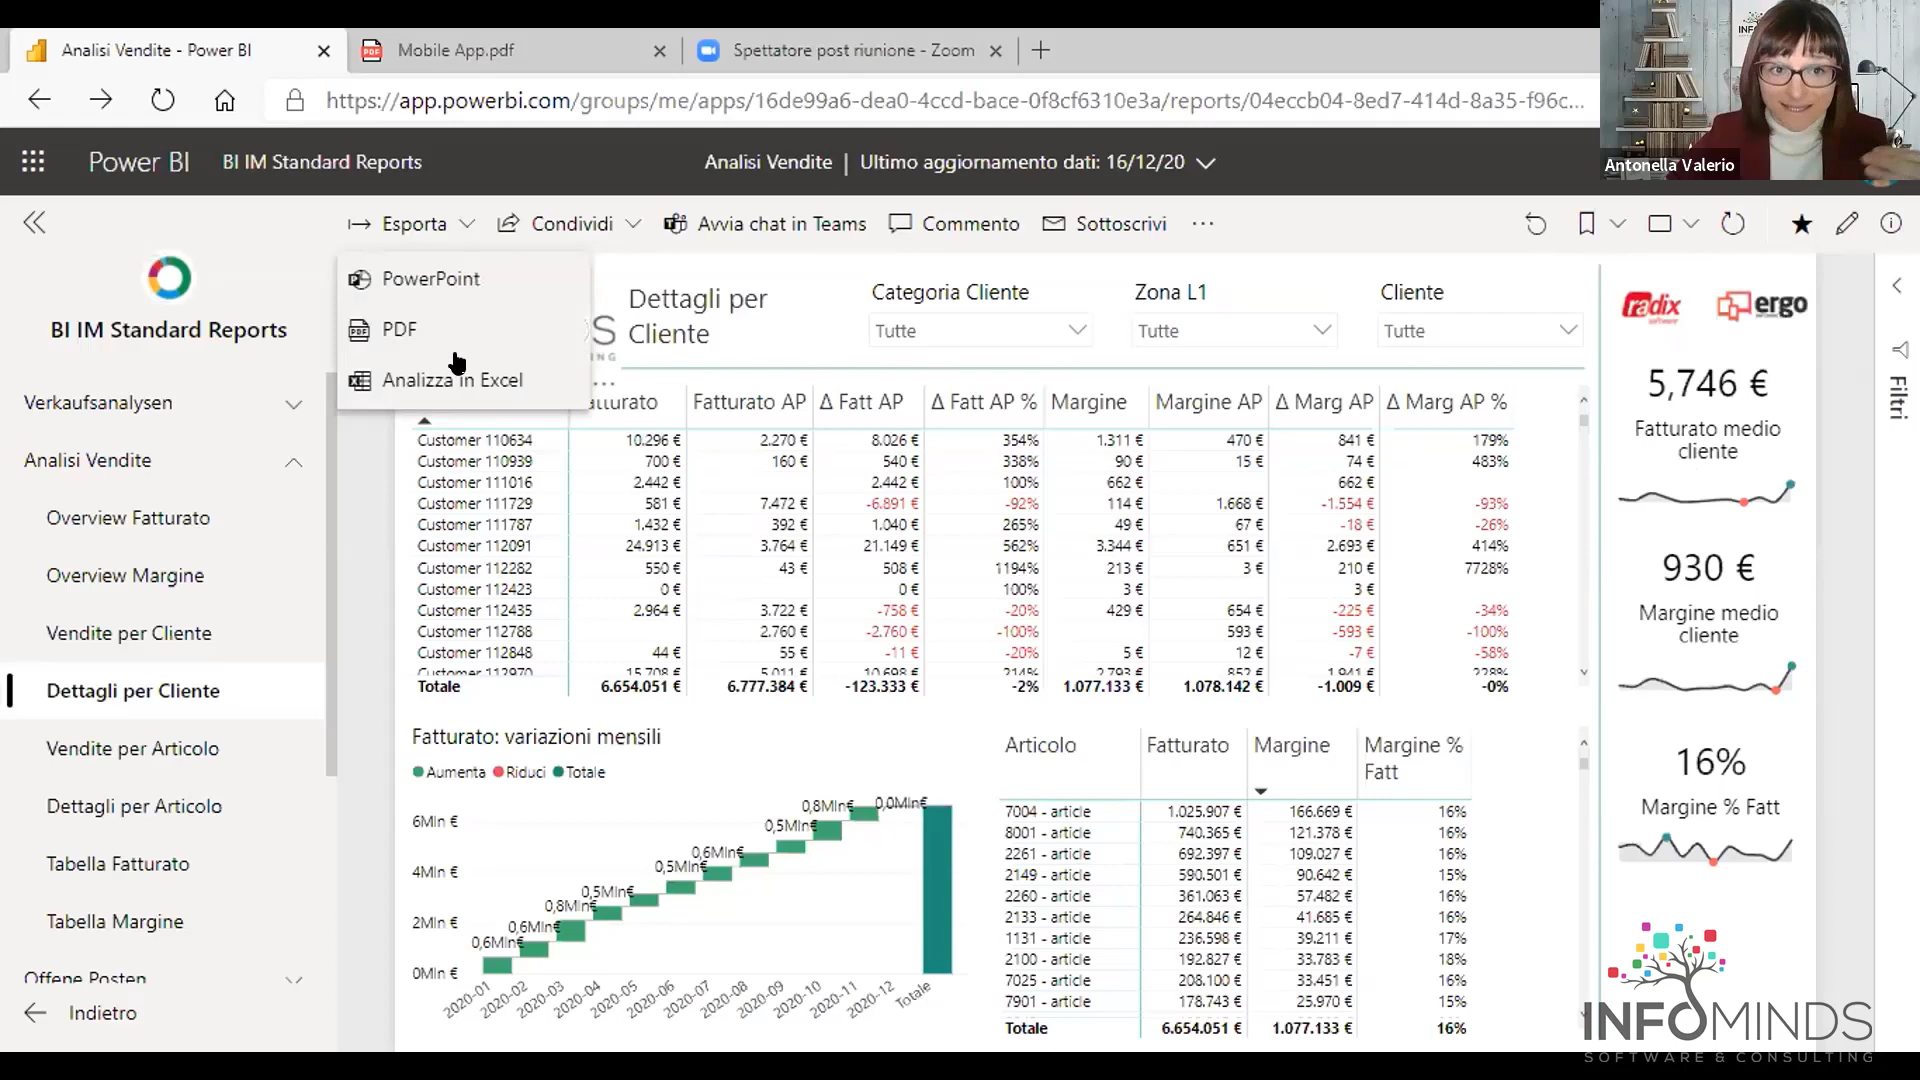 Analisi Vendite - Power BI
Mobile App.pdf
Spettatore post riunione - Zoom
https://app.powerbi.com/groups/me/apps/16de99a6-dea0-4ccd-bace-0f8cf6310e3a/reports/04eccb04-8ed7-414d-8a35-f96c...
Antonella Valerio
Power BI BI IM Standard Reports
Analisi Vendite | Ultimo aggiornamento dati: 16/12/20
Esporta Condividi Avvia chat in Teams Commento Sottoscrivi ...
PowerPoint
PDF
Analizza in Excel
BI IM Standard Reports
Verkaufsanalysen
Analisi Vendite
Overview Fatturato
Overview Margine
Vendite per Cliente
Dettagli per Cliente
Vendite per Articolo
Dettagli per Articolo
Tabella Fatturato
Tabella Margine
Offene Posten
Indietro
Dettagli per
Cliente
Categoria Cliente Zona L1 Cliente
Tutte Tutte Tutte
Fatturato AP Δ Fatt AP Δ Fatt AP % Margine Margine AP Δ Marg AP Δ Marg AP %
Customer 110634 10.296 € 2.270 € 8.026 € 354% 1.311 € 470 € 841 € 179%
Customer 110939 700 € 160 € 540 € 338% 90 € 15 € 74 € 483%
Customer 111016 2.442 € 2.442 € 100% 662 € 662 €
Customer 111729 581 € 7.472 € -6.891 € -92% 114 € 1.668 € -1.554 € -93%
Customer 111787 1.432 € 392 € 1.040 € 265% 49 € 67 € -18 € -26%
Customer 112091 24.913 € 3.764 € 21.149 € 562% 3.344 € 651 € 2.693 € 414%
Customer 112282 550 € 43 € 508 € 1194% 213 € 3 € 210 € 7728%
Customer 112423 0 € 0 € 100% 3 € 3 €
Customer 112435 2.964 € 3.722 € -758 € -20% 429 € 654 € -225 € -34%
Customer 112788 2.760 € -2.760 € -100% 593 € -593 € -100%
Customer 112848 44 € 55 € -11 € -20% 5 € 12 € -7 € -58%
Customer 112970 15.708 € 5.011 € 10.698 € 214% 2.793 € 852 € 1.941 € 228%
Totale 6.654.051 € 6.777.384 € -123.333 € -2% 1.077.133 € 1.078.142 € -1.009 € -0%
Fatturato: variazioni mensili
Aumenta Riduci Totale
6Mln €
4Mln €
2Mln €
0Mln €
0,6Mln€ 0,6Mln€ 0,8Mln€ 0,5Mln€ 0,5Mln€ 0,6Mln€ 0,5Mln€ 0,8Mln€ 0,0Mln€
2020-01 2020-02 2020-03 2020-04 2020-05 2020-06 2020-07 2020-08 2020-09 2020-10 2020-11 2020-12 Totale
Articolo Fatturato Margine Margine %
Fatt
7004 - article 1.025.907 € 166.669 € 16%
8001 - article 740.365 € 121.378 € 16%
2261 - article 692.397 € 109.027 € 16%
2149 - article 590.501 € 90.642 € 15%
2260 - article 361.063 € 57.482 € 16%
2133 - article 264.846 € 41.685 € 16%
1131 - article 236.598 € 39.211 € 17%
2100 - article 192.827 € 33.783 € 18%
7025 - article 208.100 € 33.451 € 16%
7901 - article 178.743 € 25.970 € 15%
Totale 6.654.051 € 1.077.133 € 16%
radix
software
ergo
5,746 €
Fatturato medio
cliente
930 €
Margine medio
cliente
16%
Margine % Fatt
Filtri
INFOMINDS
SOFTWARE & CONSULTING